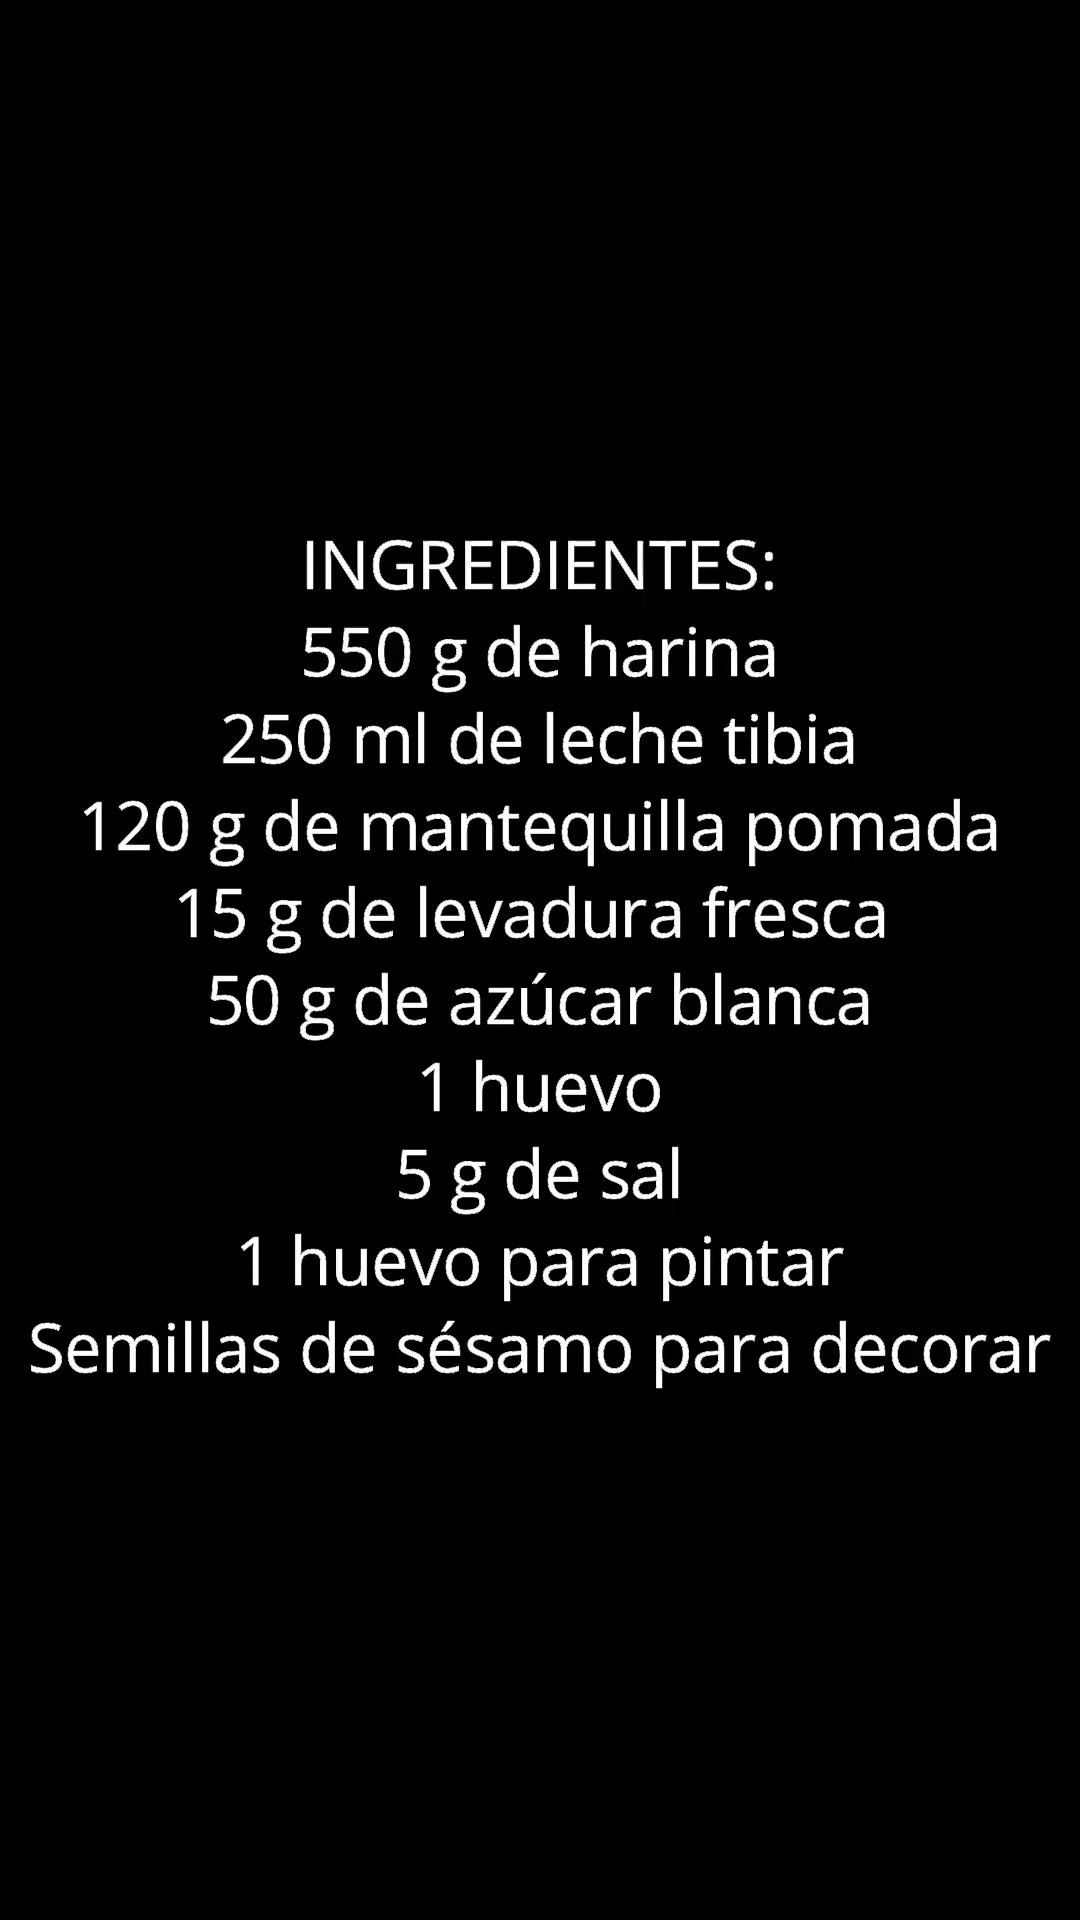 INGREDIENTES:
550 g de harina
250 ml de leche tibia
120 g de mantequilla pomada
15 g de levadura fresca
50 g de azúcar blanca
1 huevo
5 g de sal
1 huevo para pintar
Semillas de sésamo para decorar